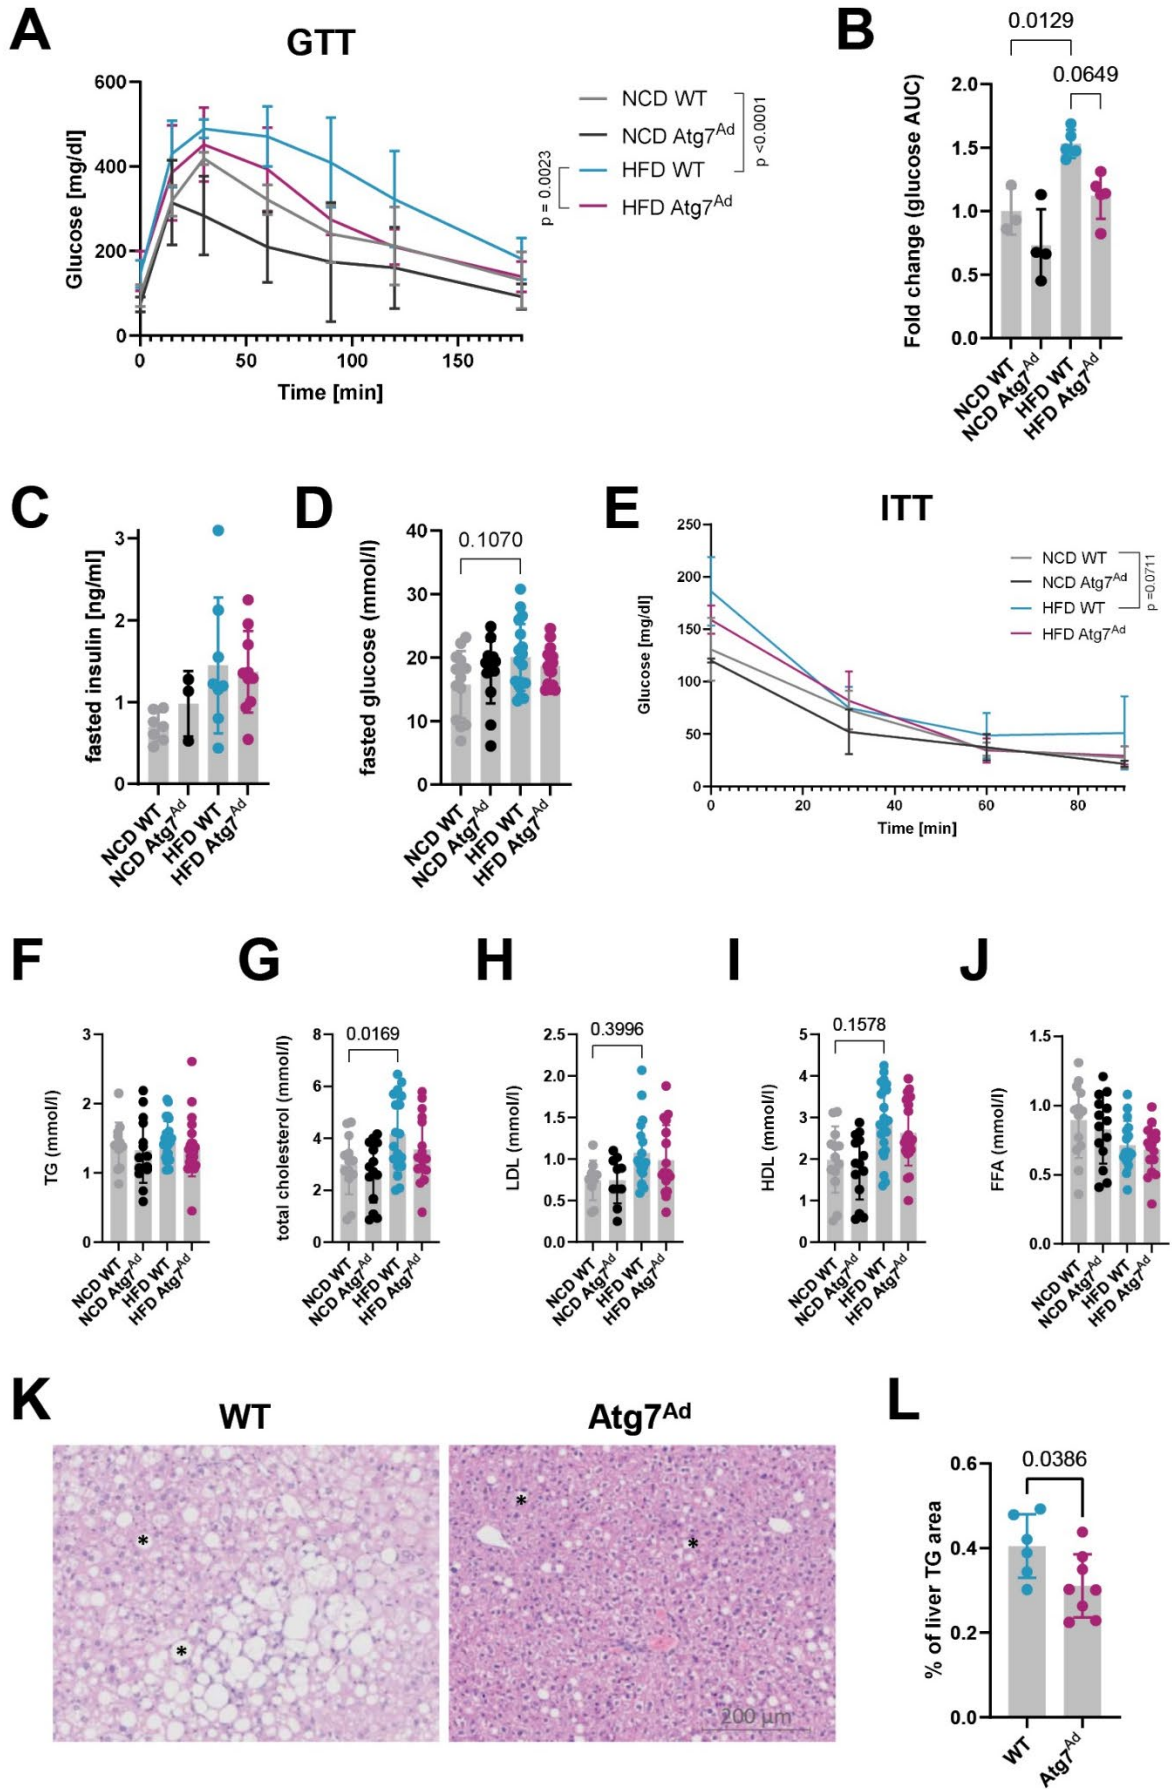 A
GTT
Glucose [mg/dl]
600
400
200
0
0
50
100
150
Time [min]
NCD WT
NCD Atg7Ad
HFD WT
HFD Atg7Ad
p <0.0001
p = 0.0023
B
0.0129
0.0649
Fold change (glucose AUC)
2.0
1.5
1.0
0.5
0.0
NCD WT
NCD Atg7Ad
HFD WT
HFD Atg7Ad
C
fasted insulin [ng/ml]
3
2
1
0
NCD WT
NCD Atg7Ad
HFD WT
HFD Atg7Ad
D
0.1070
fasted glucose (mmol/l)
40
30
20
10
0
NCD WT
NCD Atg7Ad
HFD WT
HFD Atg7Ad
E
ITT
Glucose [mg/dl]
250
200
150
100
50
0
0
20
40
60
80
Time [min]
NCD WT
NCD Atg7Ad
HFD WT
HFD Atg7Ad
p =0.0711
F
TG (mmol/l)
3
2
1
0
NCD WT
NCD Atg7Ad
HFD WT
HFD Atg7Ad
G
0.0169
total cholesterol (mmol/l)
8
6
4
2
0
NCD WT
NCD Atg7Ad
HFD WT
HFD Atg7Ad
H
0.3996
LDL (mmol/l)
2.5
2.0
1.5
1.0
0.5
0.0
NCD WT
NCD Atg7Ad
HFD WT
HFD Atg7Ad
I
0.1578
HDL (mmol/l)
5
4
3
2
1
0
NCD WT
NCD Atg7Ad
HFD WT
HFD Atg7Ad
J
FFA (mmol/l)
1.5
1.0
0.5
0.0
NCD WT
NCD Atg7Ad
HFD WT
HFD Atg7Ad
K
WT
Atg7Ad
*
*
*
*
200 µm
L
0.0386
% of liver TG area
0.6
0.4
0.2
0.0
WT
Atg7Ad